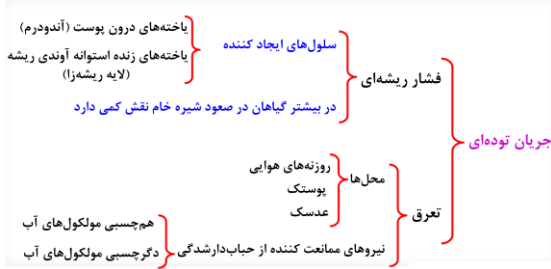 جریان توده‌ای
فشار ریشه‌ای
سلول‌های ایجاد کننده
یاخته‌های درون پوست (آندودرم)
یاخته‌های زنده استوانه آوندی ریشه
(لایه ریشه‌زا)
در بیشتر گیاهان در صعود شیره خام نقش کمی دارد
تعرق
محل‌ها
روزنه‌های هوایی
پوستک
عدسک
نیروهای ممانعت کننده از حباب‌دارشدگی
هم‌چسبی مولکول‌های آب
دگرچسبی مولکول‌های آب